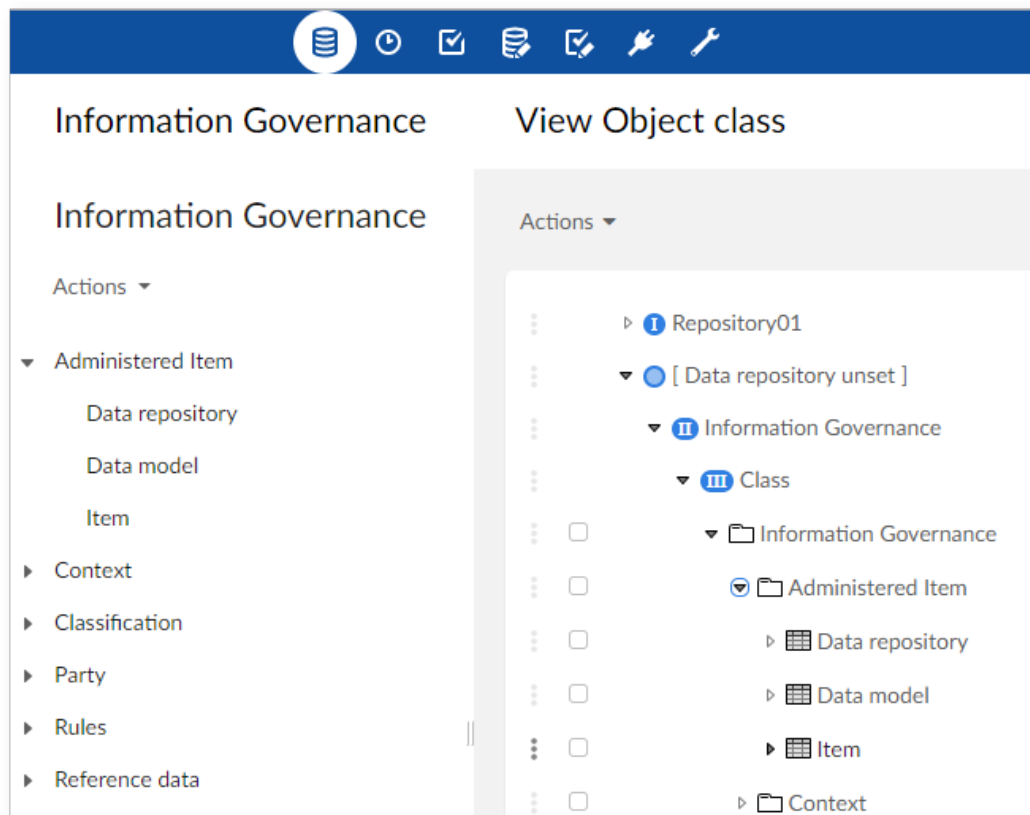 Information Governance
View Object class
Information Governance
Actions
Administered Item
Data repository
Data model
Item
Context
Classification
Party
Rules
Reference data
Actions
I Repository01
[ Data repository unset ]
II Information Governance
III Class
Information Governance
Administered Item
Data repository
Data model
Item
Context